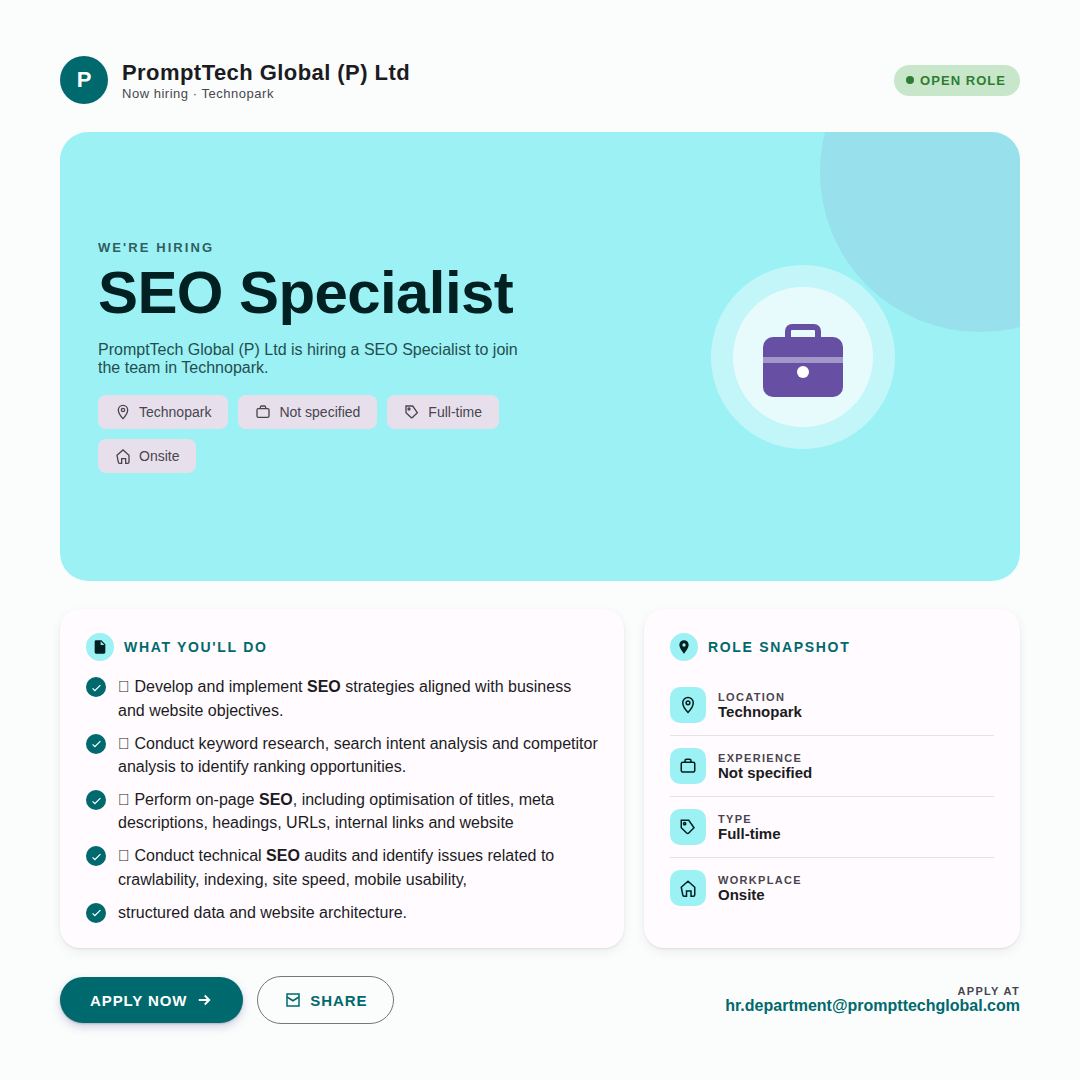 P
PromptTech Global (P) Ltd
Now hiring · Technopark
OPEN ROLE
WE'RE HIRING
SEO Specialist
PromptTech Global (P) Ltd is hiring a SEO Specialist to join
the team in Technopark.
Technopark
Not specified
Full-time
Onsite
WHAT YOU'LL DO
Develop and implement SEO strategies aligned with business
and website objectives.
Conduct keyword research, search intent analysis and competitor
analysis to identify ranking opportunities.
Perform on-page SEO, including optimisation of titles, meta
descriptions, headings, URLs, internal links and website
Conduct technical SEO audits and identify issues related to
crawlability, indexing, site speed, mobile usability,
structured data and website architecture.
ROLE SNAPSHOT
LOCATION
Technopark
EXPERIENCE
Not specified
TYPE
Full-time
WORKPLACE
Onsite
APPLY NOW
SHARE
APPLY AT
hr.department@prompttechglobal.com